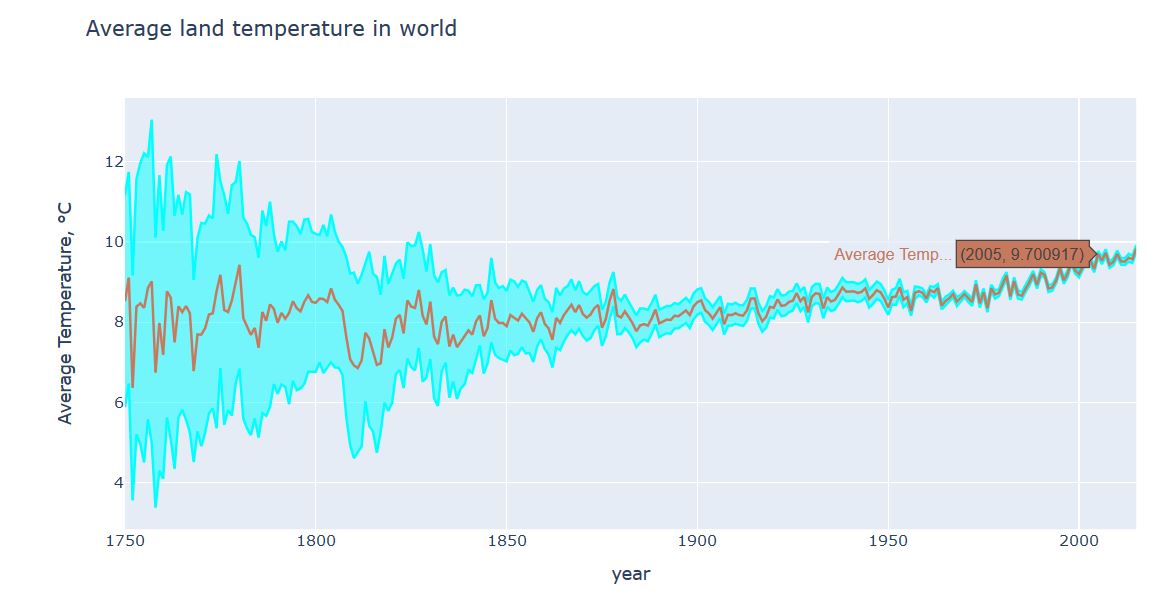 Average land temperature in world
12
10
8
6
4
Average Temperature, °C
Average Temp... (2005, 9.700917)
1750 1800 1850 1900 1950 2000
year